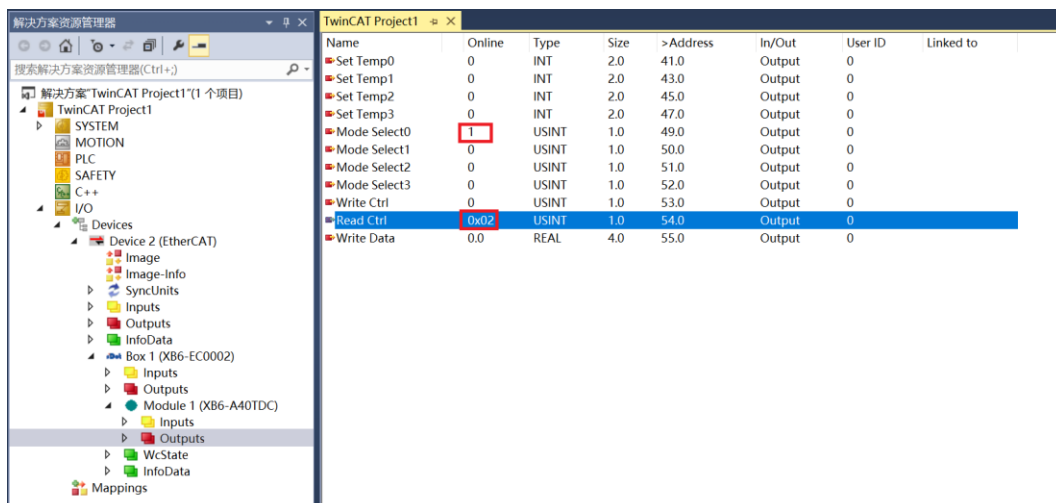 解决方案资源管理器
搜索解决方案资源管理器(Ctrl+;)
解决方案"TwinCAT Project1"(1 个项目)
TwinCAT Project1
SYSTEM
MOTION
PLC
SAFETY
C++
I/O
Devices
Device 2 (EtherCAT)
Image
Image-Info
SyncUnits
Inputs
Outputs
InfoData
Box 1 (XB6-EC0002)
Inputs
Outputs
Module 1 (XB6-A40TDC)
Inputs
Outputs
WcState
InfoData
Mappings
TwinCAT Project1
Name Online Type Size >Address In/Out User ID Linked to
Set Temp0 0 INT 2.0 41.0 Output 0
Set Temp1 0 INT 2.0 43.0 Output 0
Set Temp2 0 INT 2.0 45.0 Output 0
Set Temp3 0 INT 2.0 47.0 Output 0
Mode Select0 1 USINT 1.0 49.0 Output 0
Mode Select1 0 USINT 1.0 50.0 Output 0
Mode Select2 0 USINT 1.0 51.0 Output 0
Mode Select3 0 USINT 1.0 52.0 Output 0
Write Ctrl 0 USINT 1.0 53.0 Output 0
Read Ctrl 0x02 USINT 1.0 54.0 Output 0
Write Data 0.0 REAL 4.0 55.0 Output 0